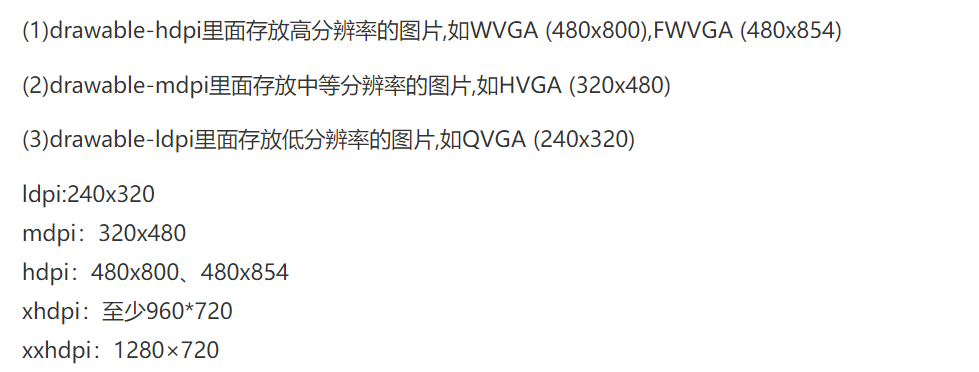 (1)drawable-hdpi里面存放高分辨率的图片,如WVGA (480x800),FWVGA (480x854)
(2)drawable-mdpi里面存放中等分辨率的图片,如HVGA (320x480)
(3)drawable-ldpi里面存放低分辨率的图片,如QVGA (240x320)
ldpi:240x320
mdpi：320x480
hdpi：480x800、480x854
xhdpi：至少960*720
xxhdpi：1280×720